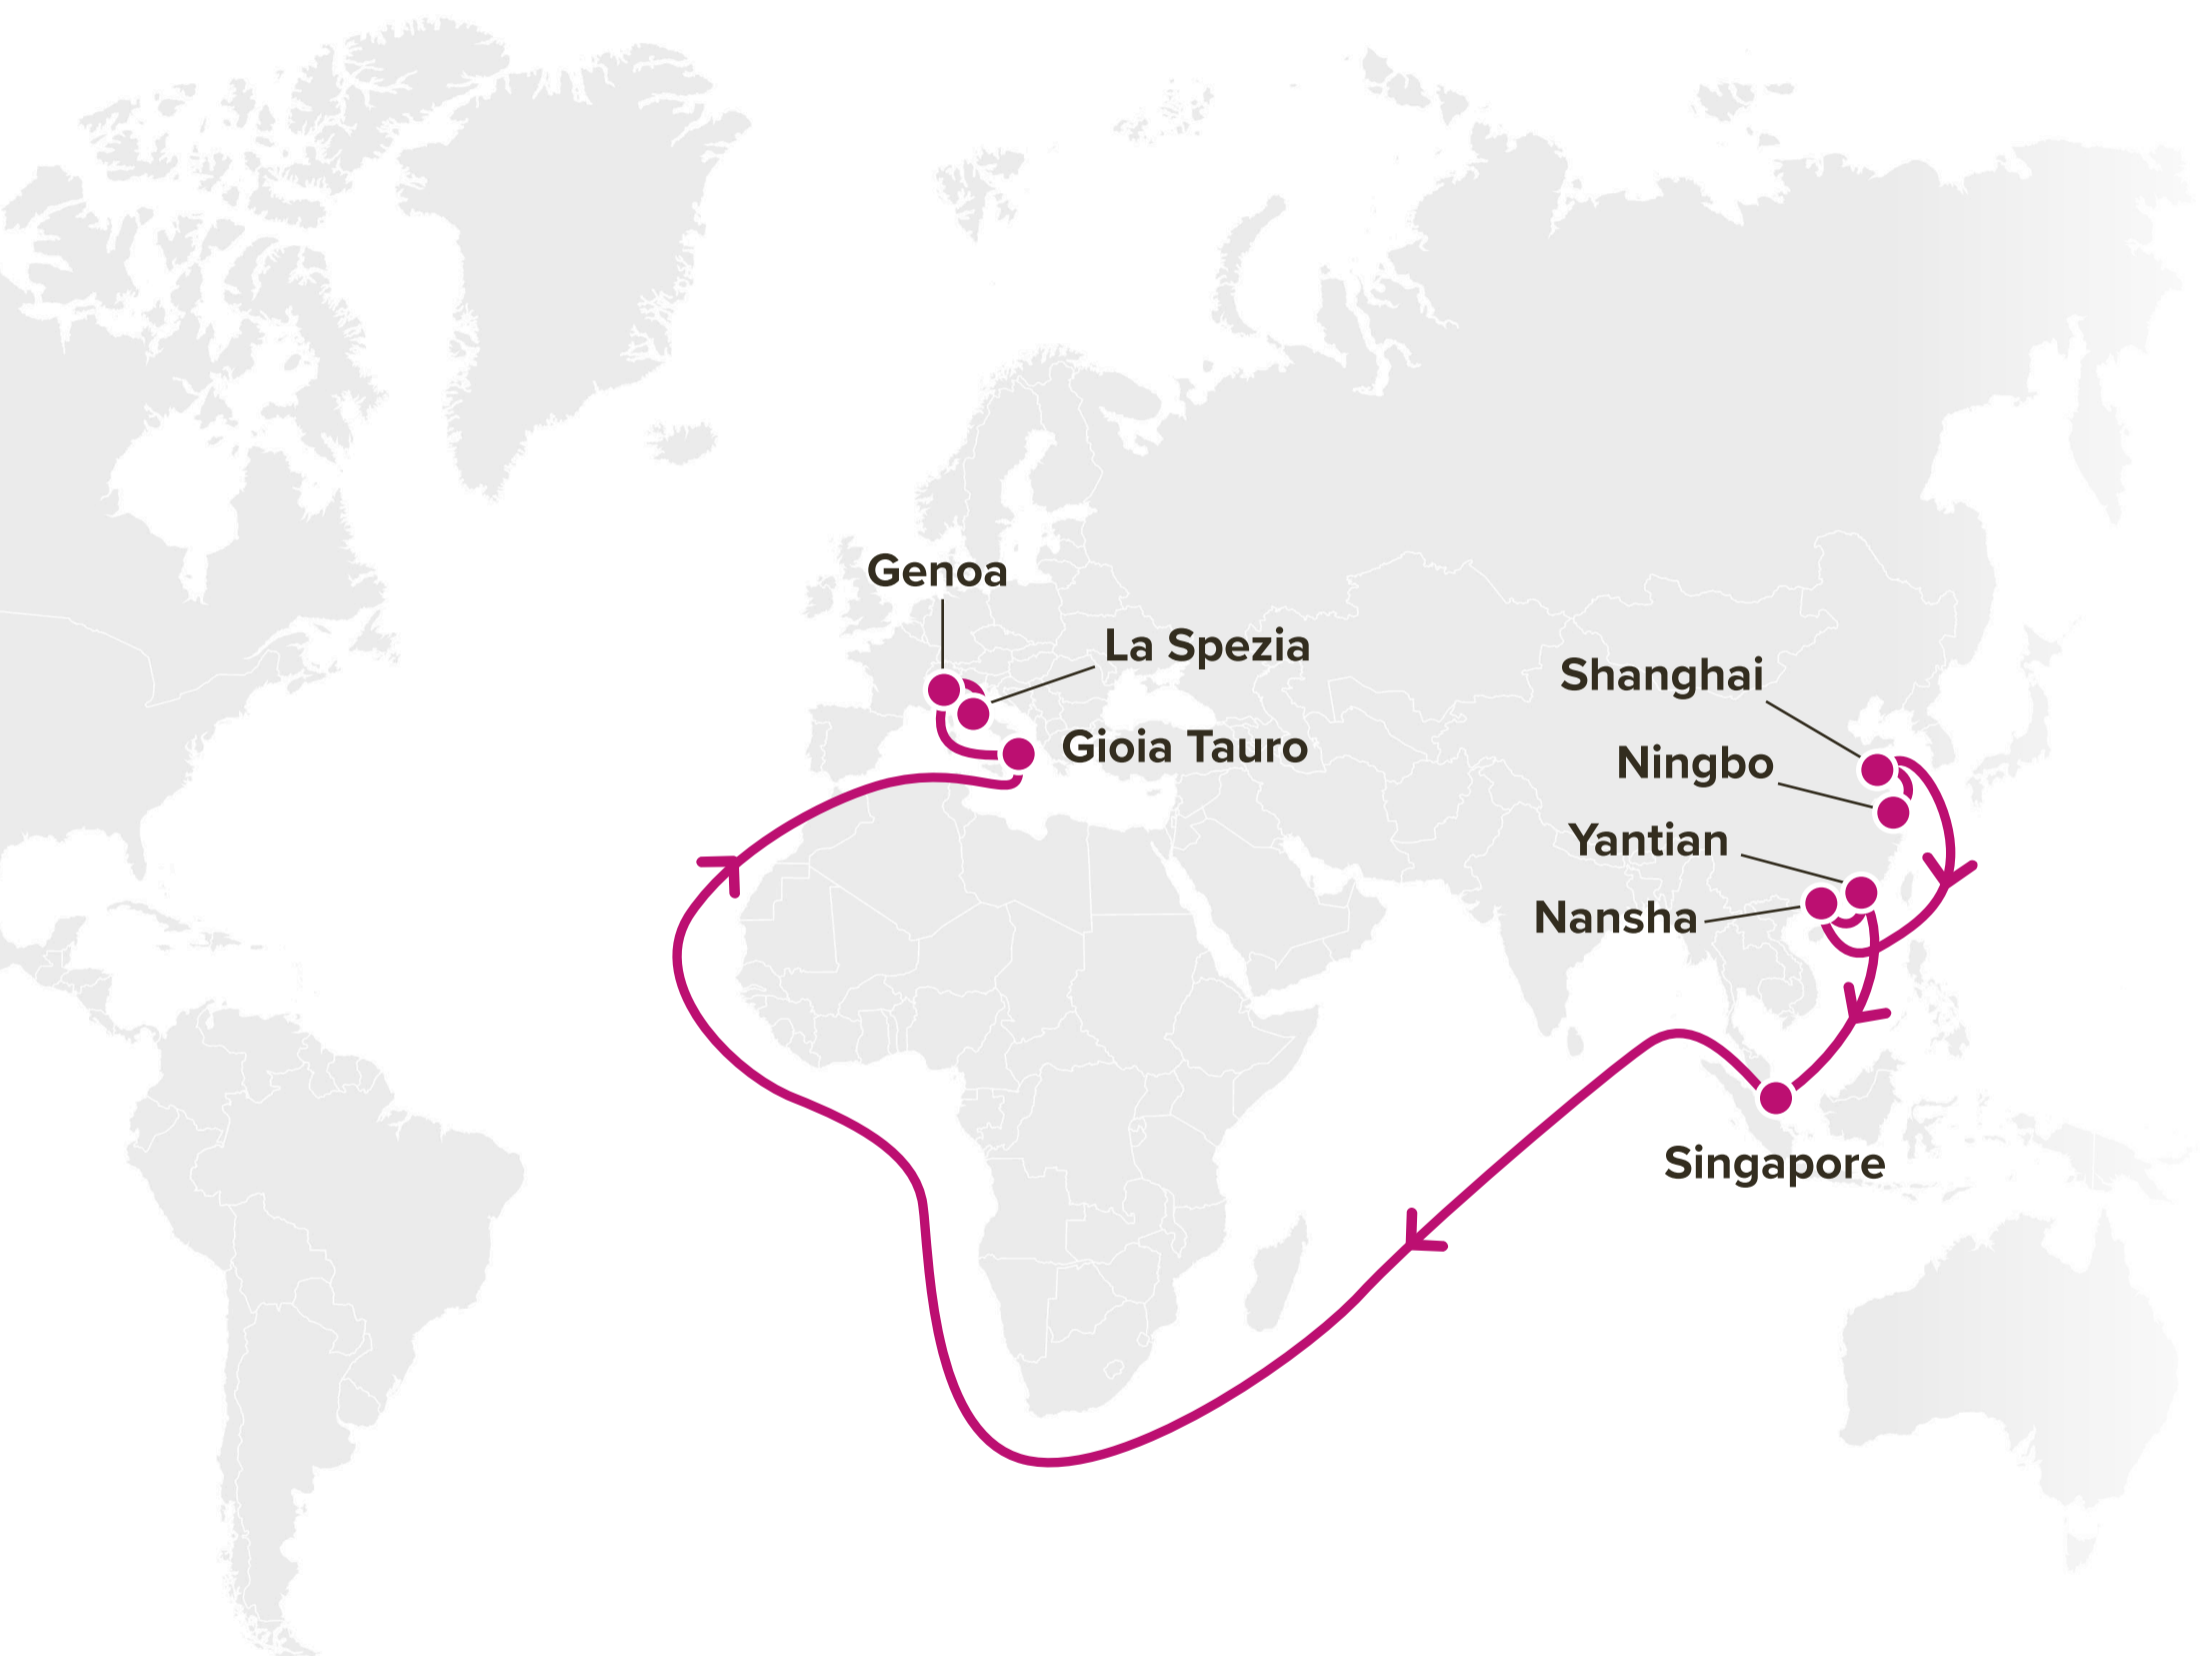 Genoa
La Spezia
Gioia Tauro
Shanghai
Ningbo
Yantian
Nansha
Singapore